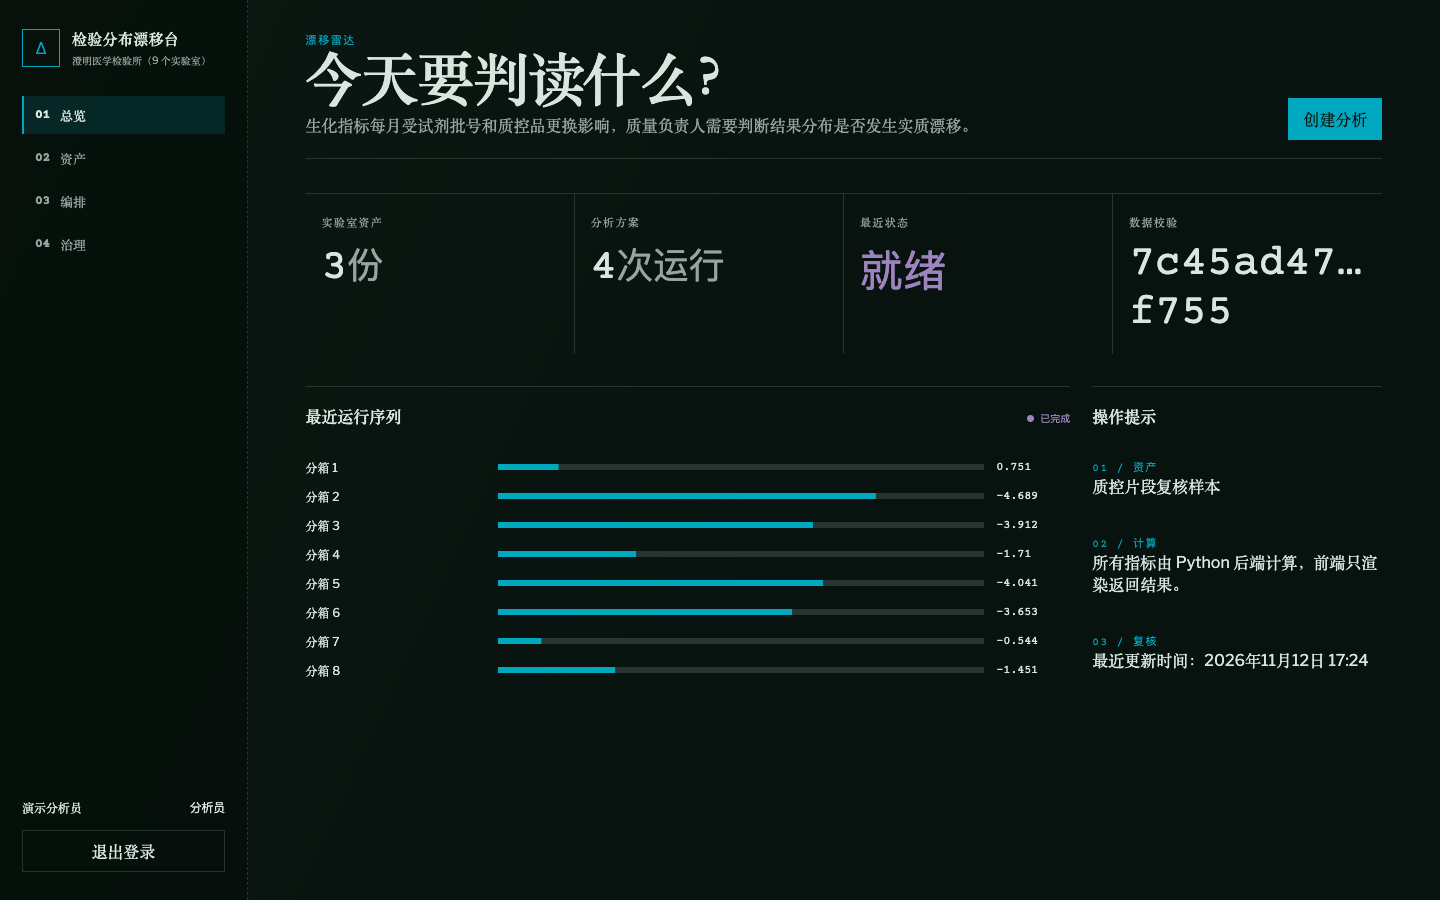 Δ
检验分布漂移台
澄明医学检验所（9 个实验室）
01 总览
02 资产
03 编排
04 治理
演示分析员 分析员
退出登录
漂移雷达
今天要判读什么？
生化指标每月受试剂批号和质控品更换影响，质量负责人需要判断结果分布是否发生实质漂移。
创建分析
实验室资产
3份
分析方案
4次运行
最近状态
就绪
数据校验
7c45ad47…
f755
最近运行序列
已完成
分箱 1 0.751
分箱 2 -4.689
分箱 3 -3.912
分箱 4 -1.71
分箱 5 -4.041
分箱 6 -3.653
分箱 7 -0.544
分箱 8 -1.451
操作提示
01 / 资产
质控片段复核样本
02 / 计算
所有指标由 Python 后端计算，前端只渲
染返回结果。
03 / 复核
最近更新时间：2026年11月12日 17:24